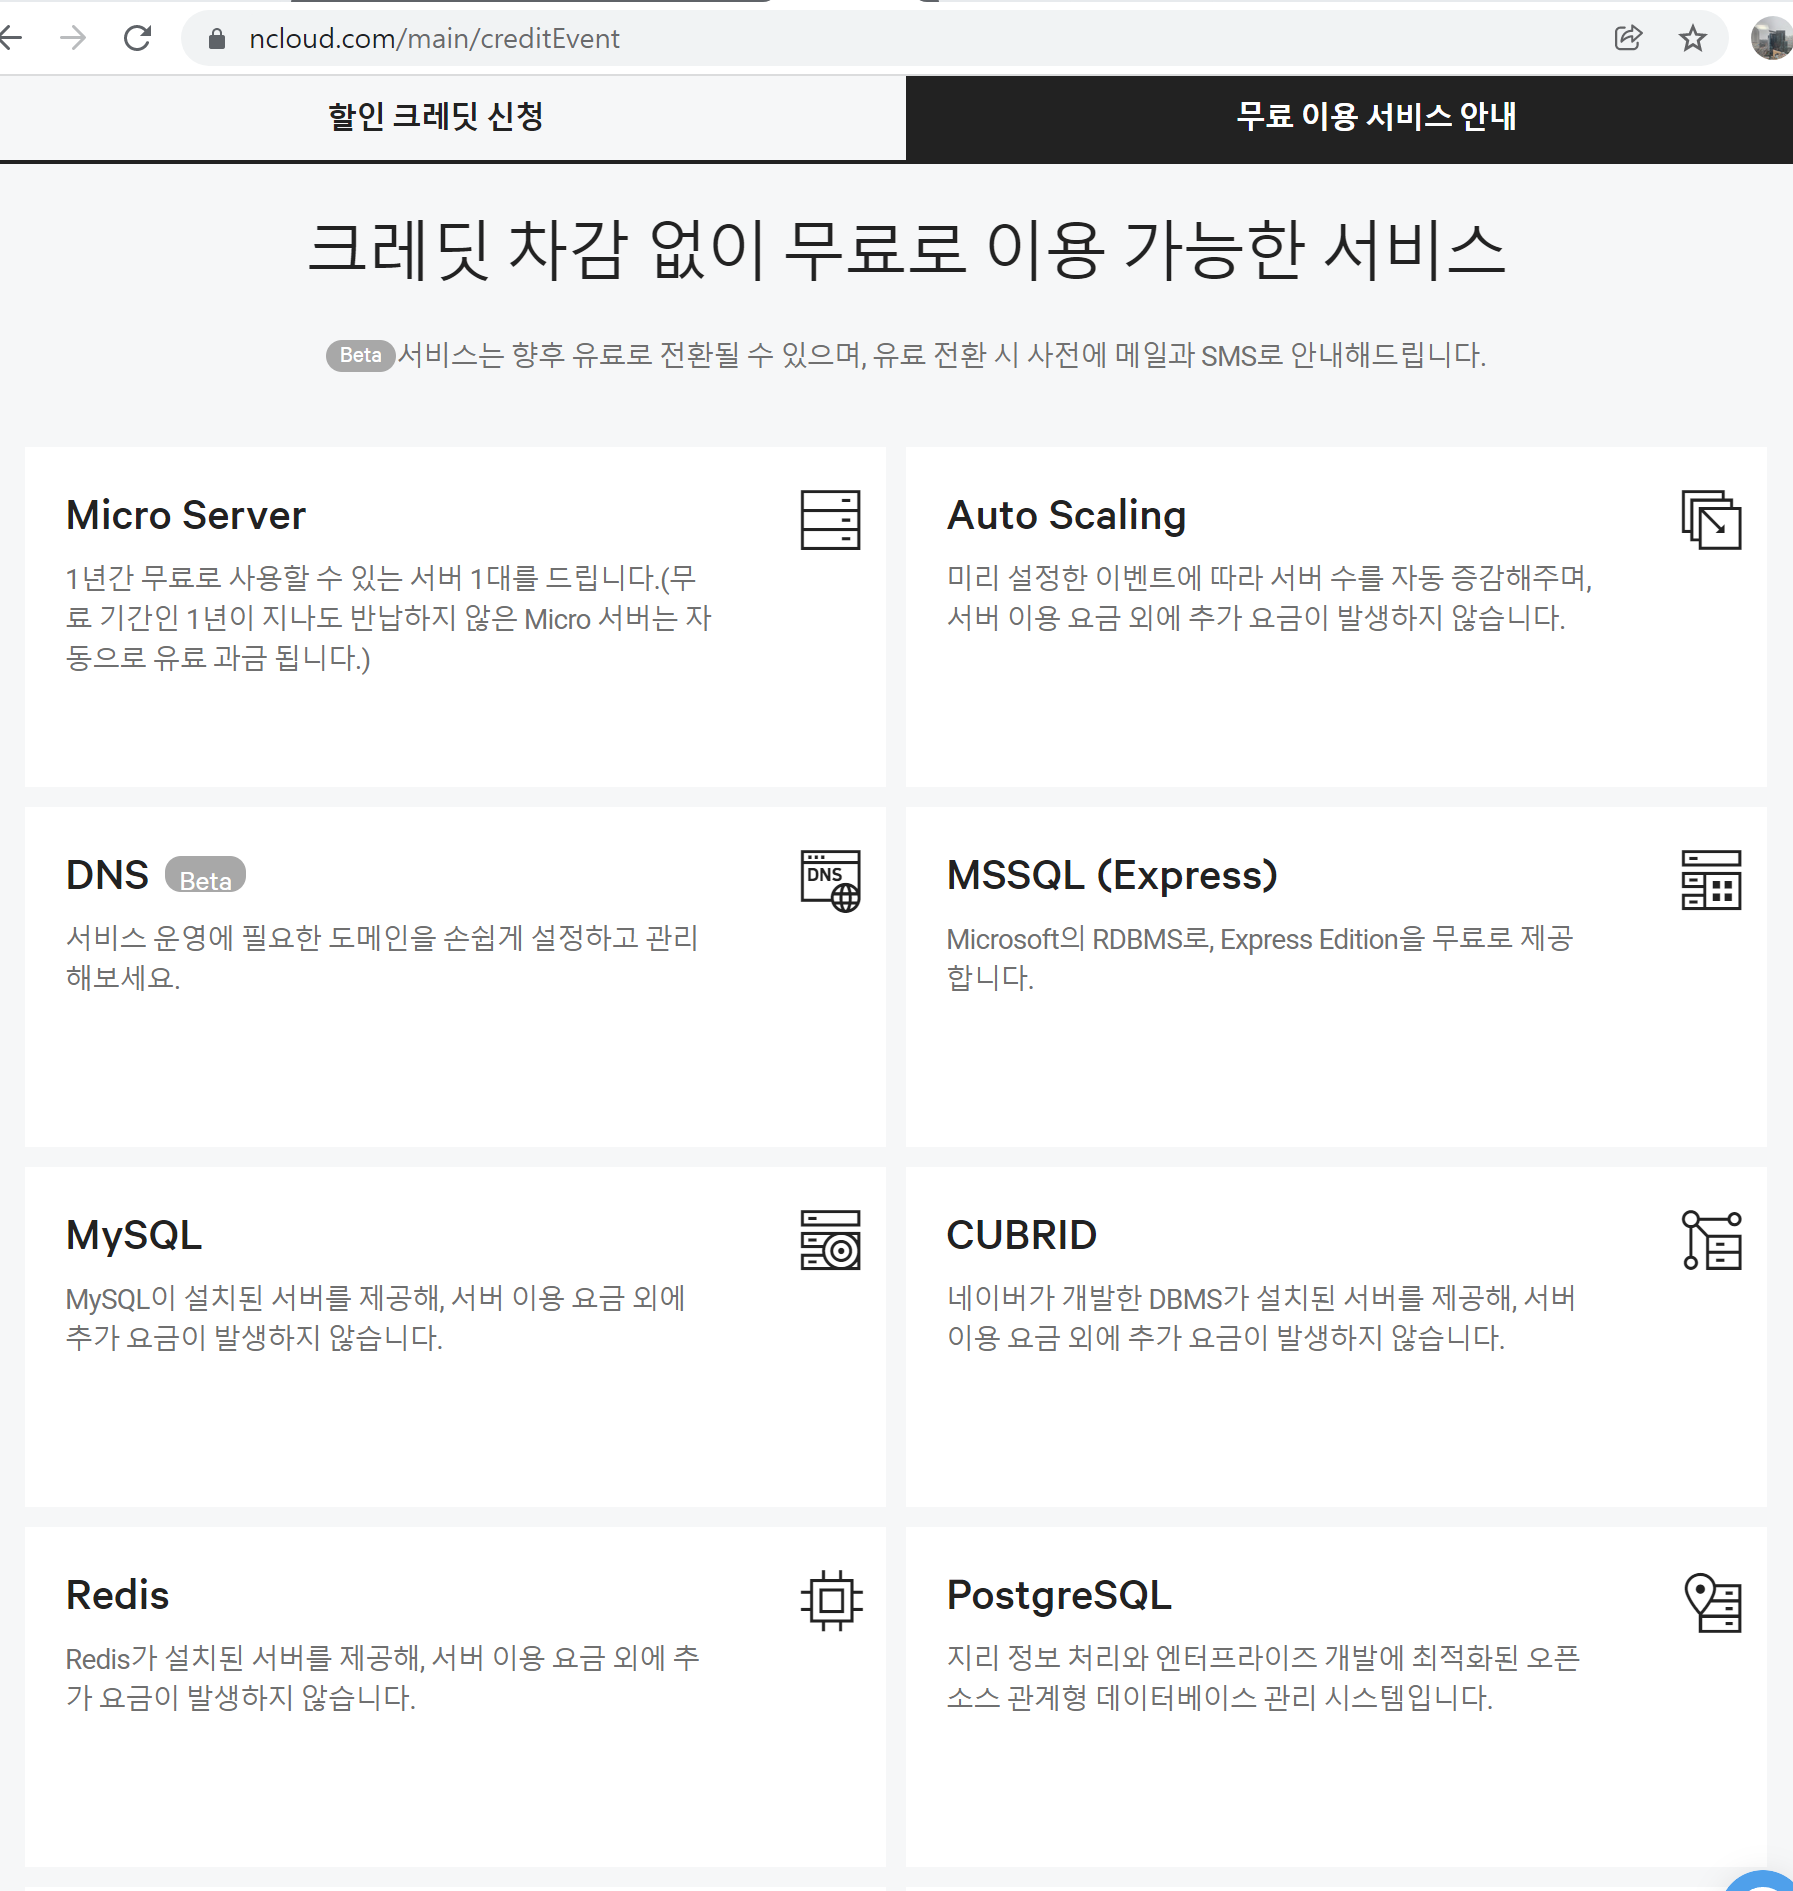 ncloud.com/main/creditEvent
할인 크레딧 신청
무료 이용 서비스 안내
크레딧 차감 없이 무료로 이용 가능한 서비스
Beta 서비스는 향후 유료로 전환될 수 있으며, 유료 전환 시 사전에 메일과 SMS로 안내해드립니다.
Micro Server
1년간 무료로 사용할 수 있는 서버 1대를 드립니다.(무
료 기간인 1년이 지나도 반납하지 않은 Micro 서버는 자
동으로 유료 과금 됩니다.)
Auto Scaling
미리 설정한 이벤트에 따라 서버 수를 자동 증감해주며,
서버 이용 요금 외에 추가 요금이 발생하지 않습니다.
DNS Beta
서비스 운영에 필요한 도메인을 손쉽게 설정하고 관리
해보세요.
DNS
MSSQL (Express)
Microsoft의 RDBMS로, Express Edition을 무료로 제공
합니다.
MySQL
MySQL이 설치된 서버를 제공해, 서버 이용 요금 외에
추가 요금이 발생하지 않습니다.
CUBRID
네이버가 개발한 DBMS가 설치된 서버를 제공해, 서버
이용 요금 외에 추가 요금이 발생하지 않습니다.
Redis
Redis가 설치된 서버를 제공해, 서버 이용 요금 외에 추
가 요금이 발생하지 않습니다.
PostgreSQL
지리 정보 처리와 엔터프라이즈 개발에 최적화된 오픈
소스 관계형 데이터베이스 관리 시스템입니다.